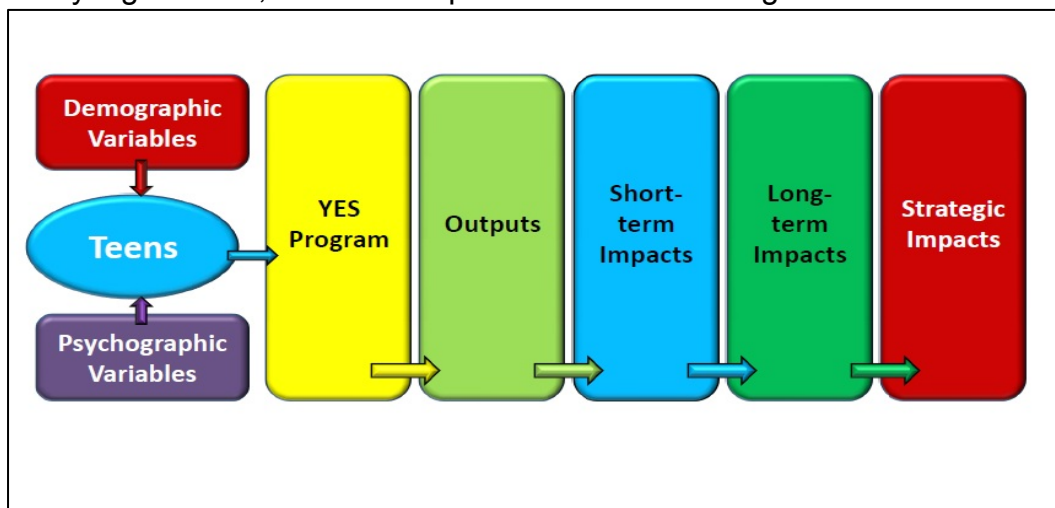 Demographic
Variables
Teens
Psychographic
Variables
YES
Program
Outputs
Short-
term
Impacts
Long-
term
Impacts
Strategic
Impacts